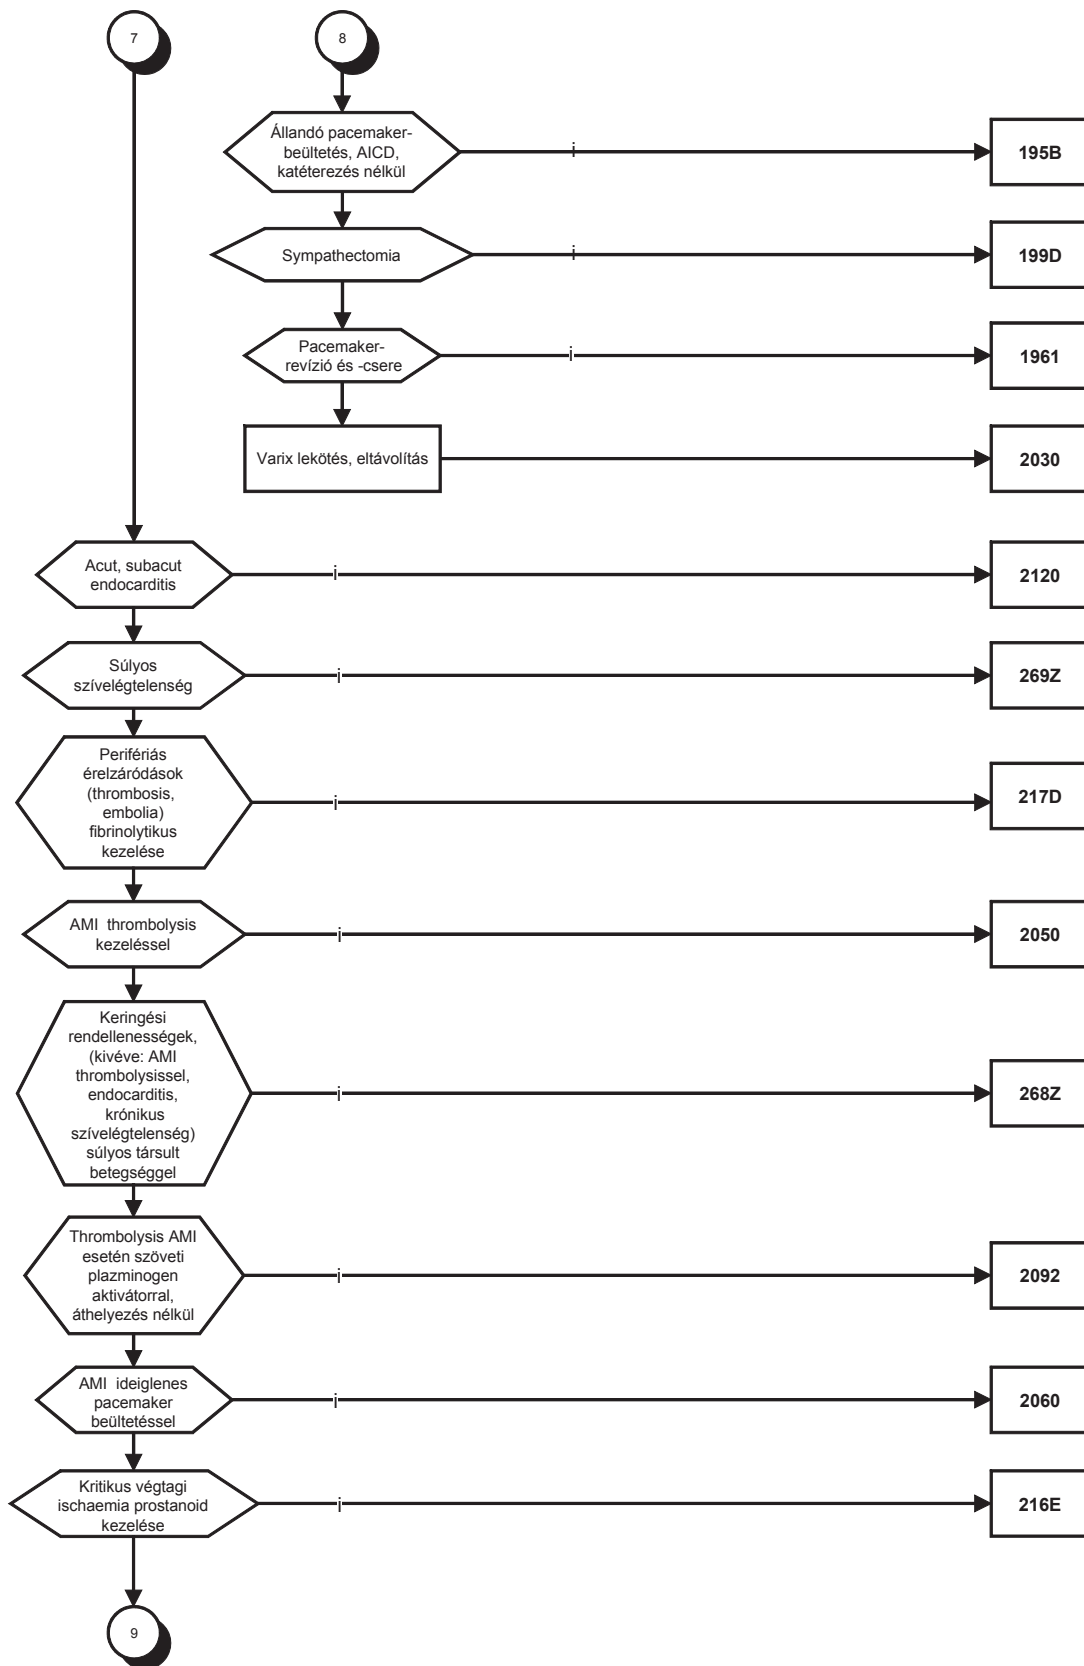 7
8
Állandó pacemaker-
beültetés, AICD,
katéterezés nélkül
i
195B
Sympathectomia
i
199D
Pacemaker-
revízió és -csere
i
1961
Varix lekötés, eltávolítás
2030
Acut, subacut
endocarditis
i
2120
Súlyos
szívelégtelenség
i
269Z
Perifériás
érelzáródások
(thrombosis,
embolia)
fibrinolytikus
kezelése
i
217D
AMI thrombolysis
kezeléssel
i
2050
Keringési
rendellenességek,
(kivéve: AMI
thrombolysissel,
endocarditis,
krónikus
szívelégtelenség)
súlyos társult
betegséggel
i
268Z
Thrombolysis AMI
esetén szöveti
plazminogen
aktivátorral,
áthelyezés nélkül
i
2092
AMI ideiglenes
pacemaker
beültetéssel
i
2060
Kritikus végtagi
ischaemia prostanoid
kezelése
i
216E
9